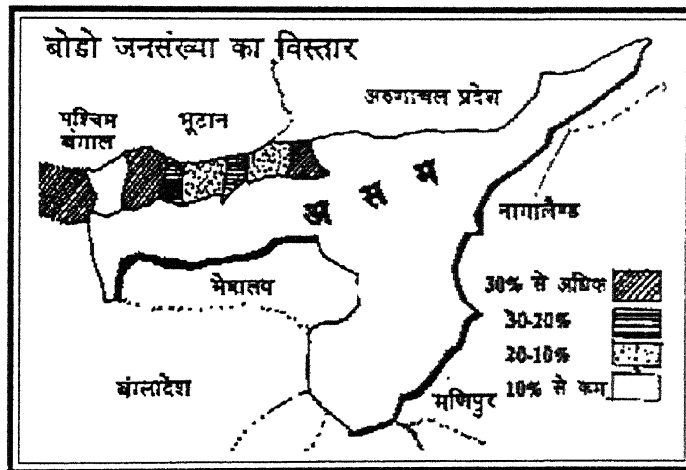 बोडो जनसंख्या का विस्तार
अरुणाचल प्रदेश
पश्चिम
बंगाल
भूटान
असम
नागालैण्ड
मेघालय
30% से अधिक
30-20%
20-10%
10% से कम
बंग्लादेश
मणिपुर